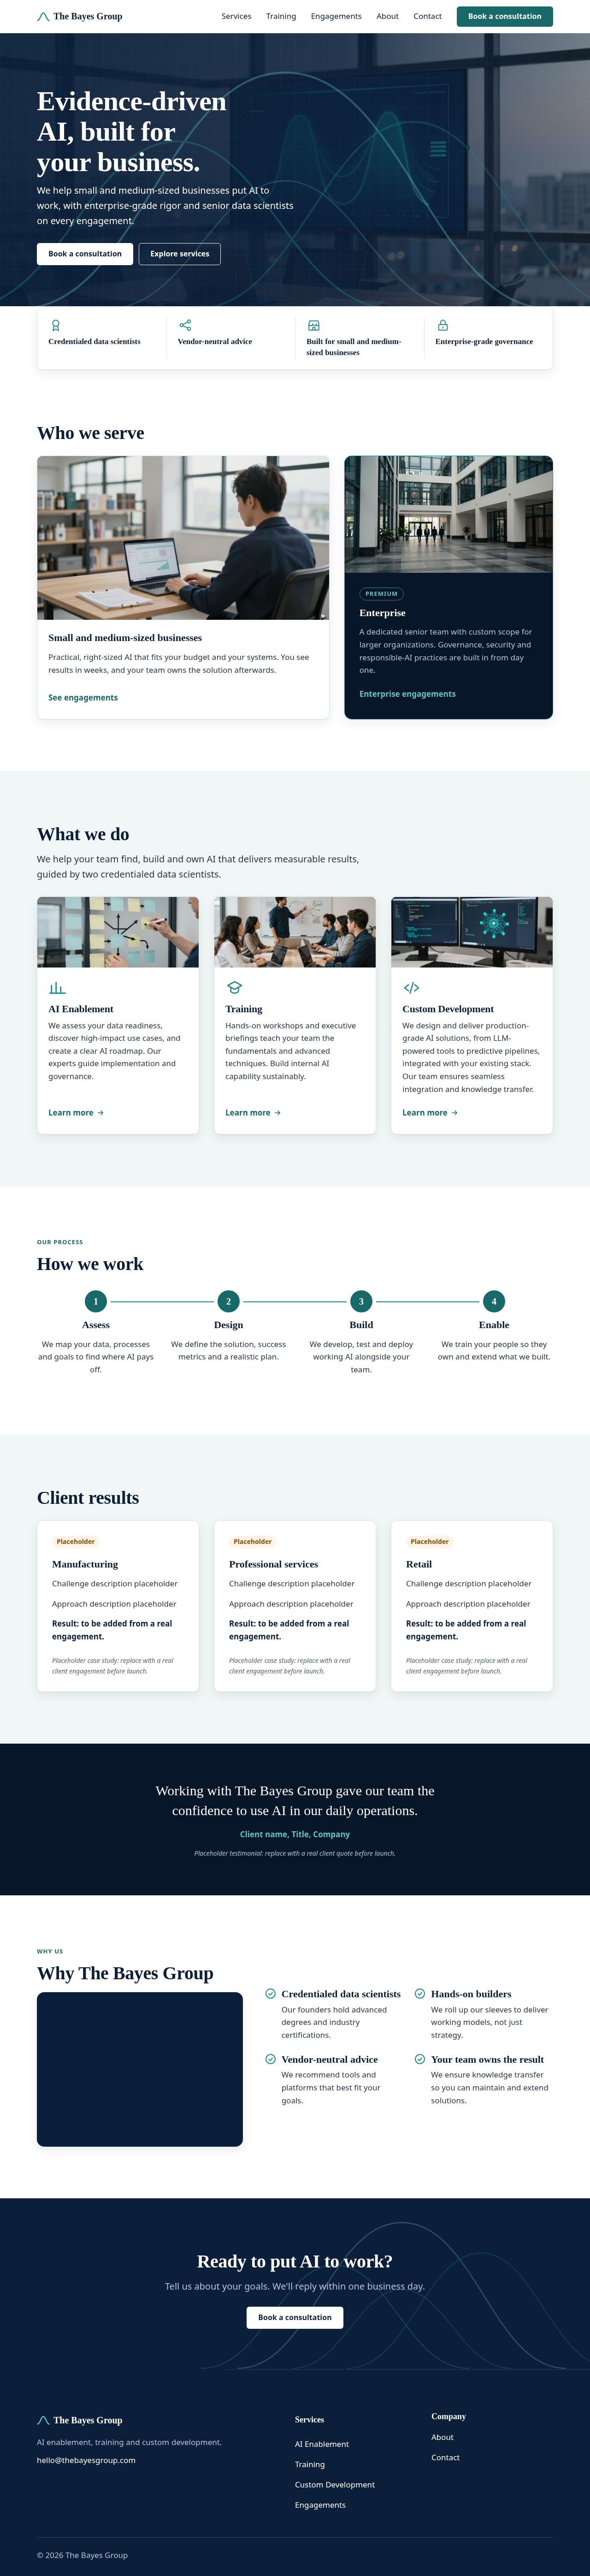 The Bayes Group
Services
Training
Engagements
About
Contact
Book a consultation
Evidence-driven
AI, built for
your business.
We help small and medium-sized businesses put AI to
work, with enterprise-grade rigor and senior data scientists
on every engagement.
Book a consultation
Explore services
Credentialed data scientists
Vendor-neutral advice
Built for small and medium-
sized businesses
Enterprise-grade governance
Who we serve
Small and medium-sized businesses
Practical, right-sized AI that fits your budget and your systems. You see
results in weeks, and your team owns the solution afterwards.
See engagements
PREMIUM
Enterprise
A dedicated senior team with custom scope for
larger organizations. Governance, security and
responsible-AI practices are built in from day
one.
Enterprise engagements
What we do
We help your team find, build and own AI that delivers measurable results,
guided by two credentialed data scientists.
AI Enablement
We assess your data readiness,
discover high-impact use cases, and
create a clear AI roadmap. Our
experts guide implementation and
governance.
Learn more →
Training
Hands-on workshops and executive
briefings teach your team the
fundamentals and advanced
techniques. Build internal AI
capability sustainably.
Learn more →
Custom Development
We design and deliver production-
grade AI solutions, from LLM-
powered tools to predictive pipelines,
integrated with your existing stack.
Our team ensures seamless
integration and knowledge transfer.
Learn more →
OUR PROCESS
How we work
1
Assess
We map your data, processes
and goals to find where AI pays
off.
2
Design
We define the solution, success
metrics and a realistic plan.
3
Build
We develop, test and deploy
working AI alongside your
team.
4
Enable
We train your people so they
own and extend what we built.
Client results
Placeholder
Manufacturing
Challenge description placeholder
Approach description placeholder
Result: to be added from a real
engagement.
Placeholder case study: replace with a real
client engagement before launch.
Placeholder
Professional services
Challenge description placeholder
Approach description placeholder
Result: to be added from a real
engagement.
Placeholder case study: replace with a real
client engagement before launch.
Placeholder
Retail
Challenge description placeholder
Approach description placeholder
Result: to be added from a real
engagement.
Placeholder case study: replace with a real
client engagement before launch.
Working with The Bayes Group gave our team the
confidence to use AI in our daily operations.
Client name, Title, Company
Placeholder testimonial: replace with a real client quote before launch.
WHY US
Why The Bayes Group
Credentialed data scientists
Our founders hold advanced
degrees and industry
certifications.
Hands-on builders
We roll up our sleeves to deliver
working models, not just
strategy.
Vendor-neutral advice
We recommend tools and
platforms that best fit your
goals.
Your team owns the result
We ensure knowledge transfer
so you can maintain and extend
solutions.
Ready to put AI to work?
Tell us about your goals. We'll reply within one business day.
Book a consultation
The Bayes Group
AI enablement, training and custom development.
hello@thebayesgroup.com
Services
AI Enablement
Training
Custom Development
Engagements
Company
About
Contact
© 2026 The Bayes Group